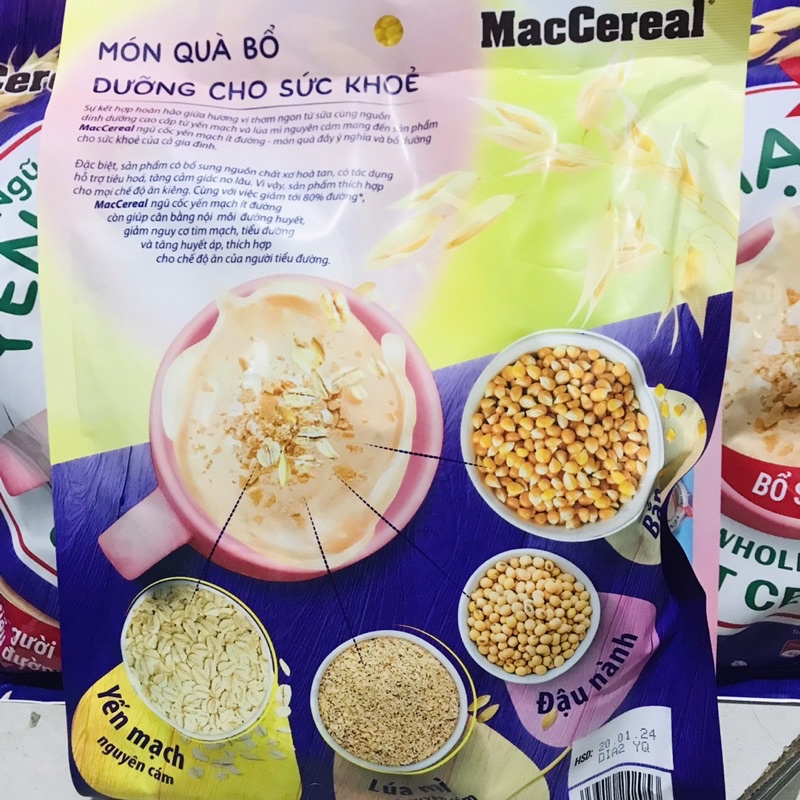 MacCereal
MÓN QUÀ BỔ
DƯỠNG CHO SỨC KHOẺ
Sự kết hợp hoàn hảo giữa hương vị thơm ngon từ sữa cùng nguồn
dinh dưỡng cao cấp từ yến mạch và lúa mì nguyên cám mang đến sản phẩm
MacCereal ngũ cốc yến mạch ít đường - món quà đầy ý nghĩa và bổ dưỡng
cho sức khoẻ của cả gia đình.
Đặc biệt, sản phẩm có bổ sung nguồn chất xơ hoà tan, có tác dụng
hỗ trợ tiêu hoá, tăng cảm giác no lâu. Vì vậy, sản phẩm thích hợp
cho mọi chế độ ăn kiêng. Cùng với việc giảm tới 80% đường*,
MacCereal ngũ cốc yến mạch ít đường
còn giúp cân bằng nội môi đường huyết,
giảm nguy cơ tim mạch, tiểu đường
và tăng huyết áp, thích hợp
cho chế độ ăn của người tiểu đường.
Ngũ
BỔ
Bắp
Đậu nành
Yến mạch
nguyên cám
Lúa mì
HSD: 20 01.24
DIA2 YQ